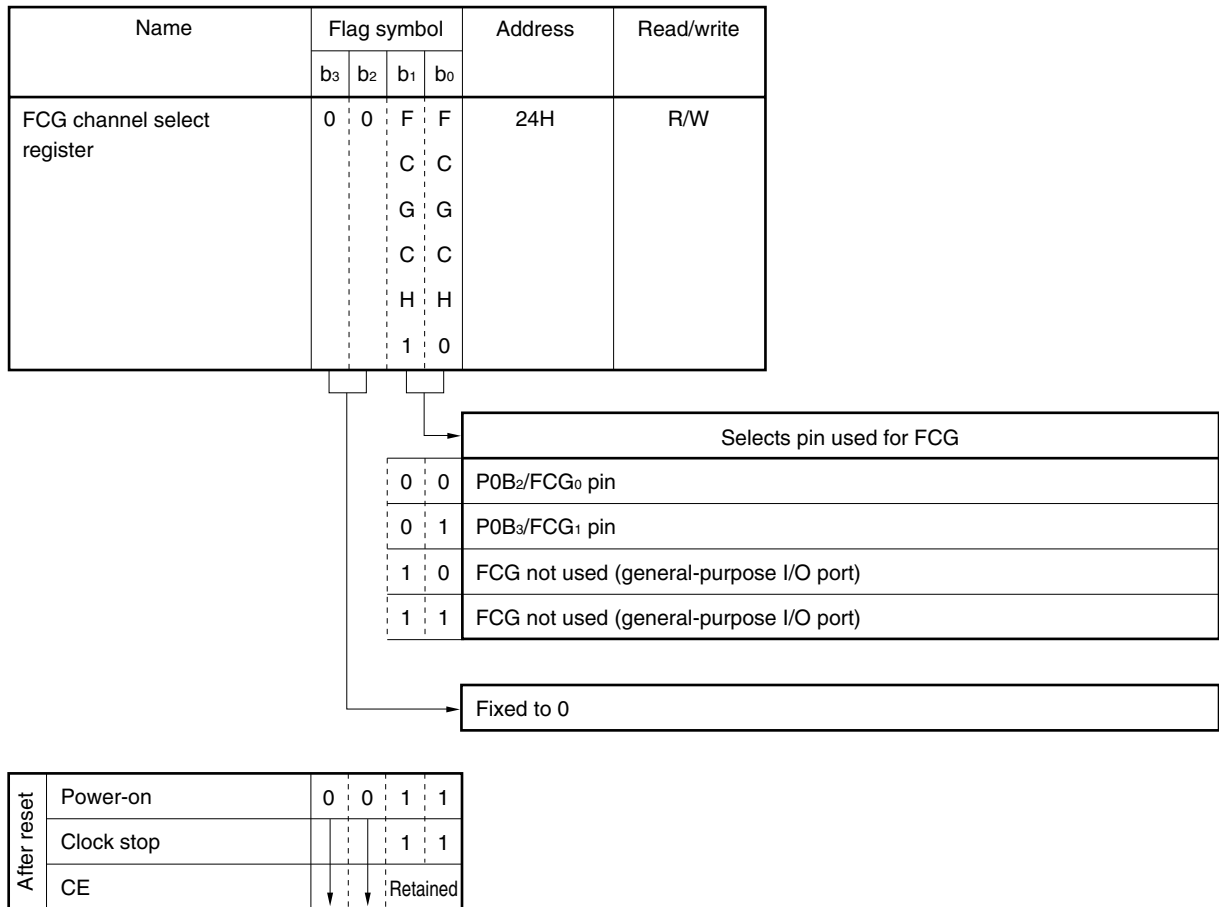 Name Flag symbol Address Read/write
b3 b2 b1 b0
FCG channel select register 0 0 FCGCH1 FCGCH0 24H R/W
Selects pin used for FCG
0 0 P0B2/FCG0 pin
0 1 P0B3/FCG1 pin
1 0 FCG not used (general-purpose I/O port)
1 1 FCG not used (general-purpose I/O port)
Fixed to 0
After reset
Power-on 0 0 1 1
Clock stop 1 1
CE Retained